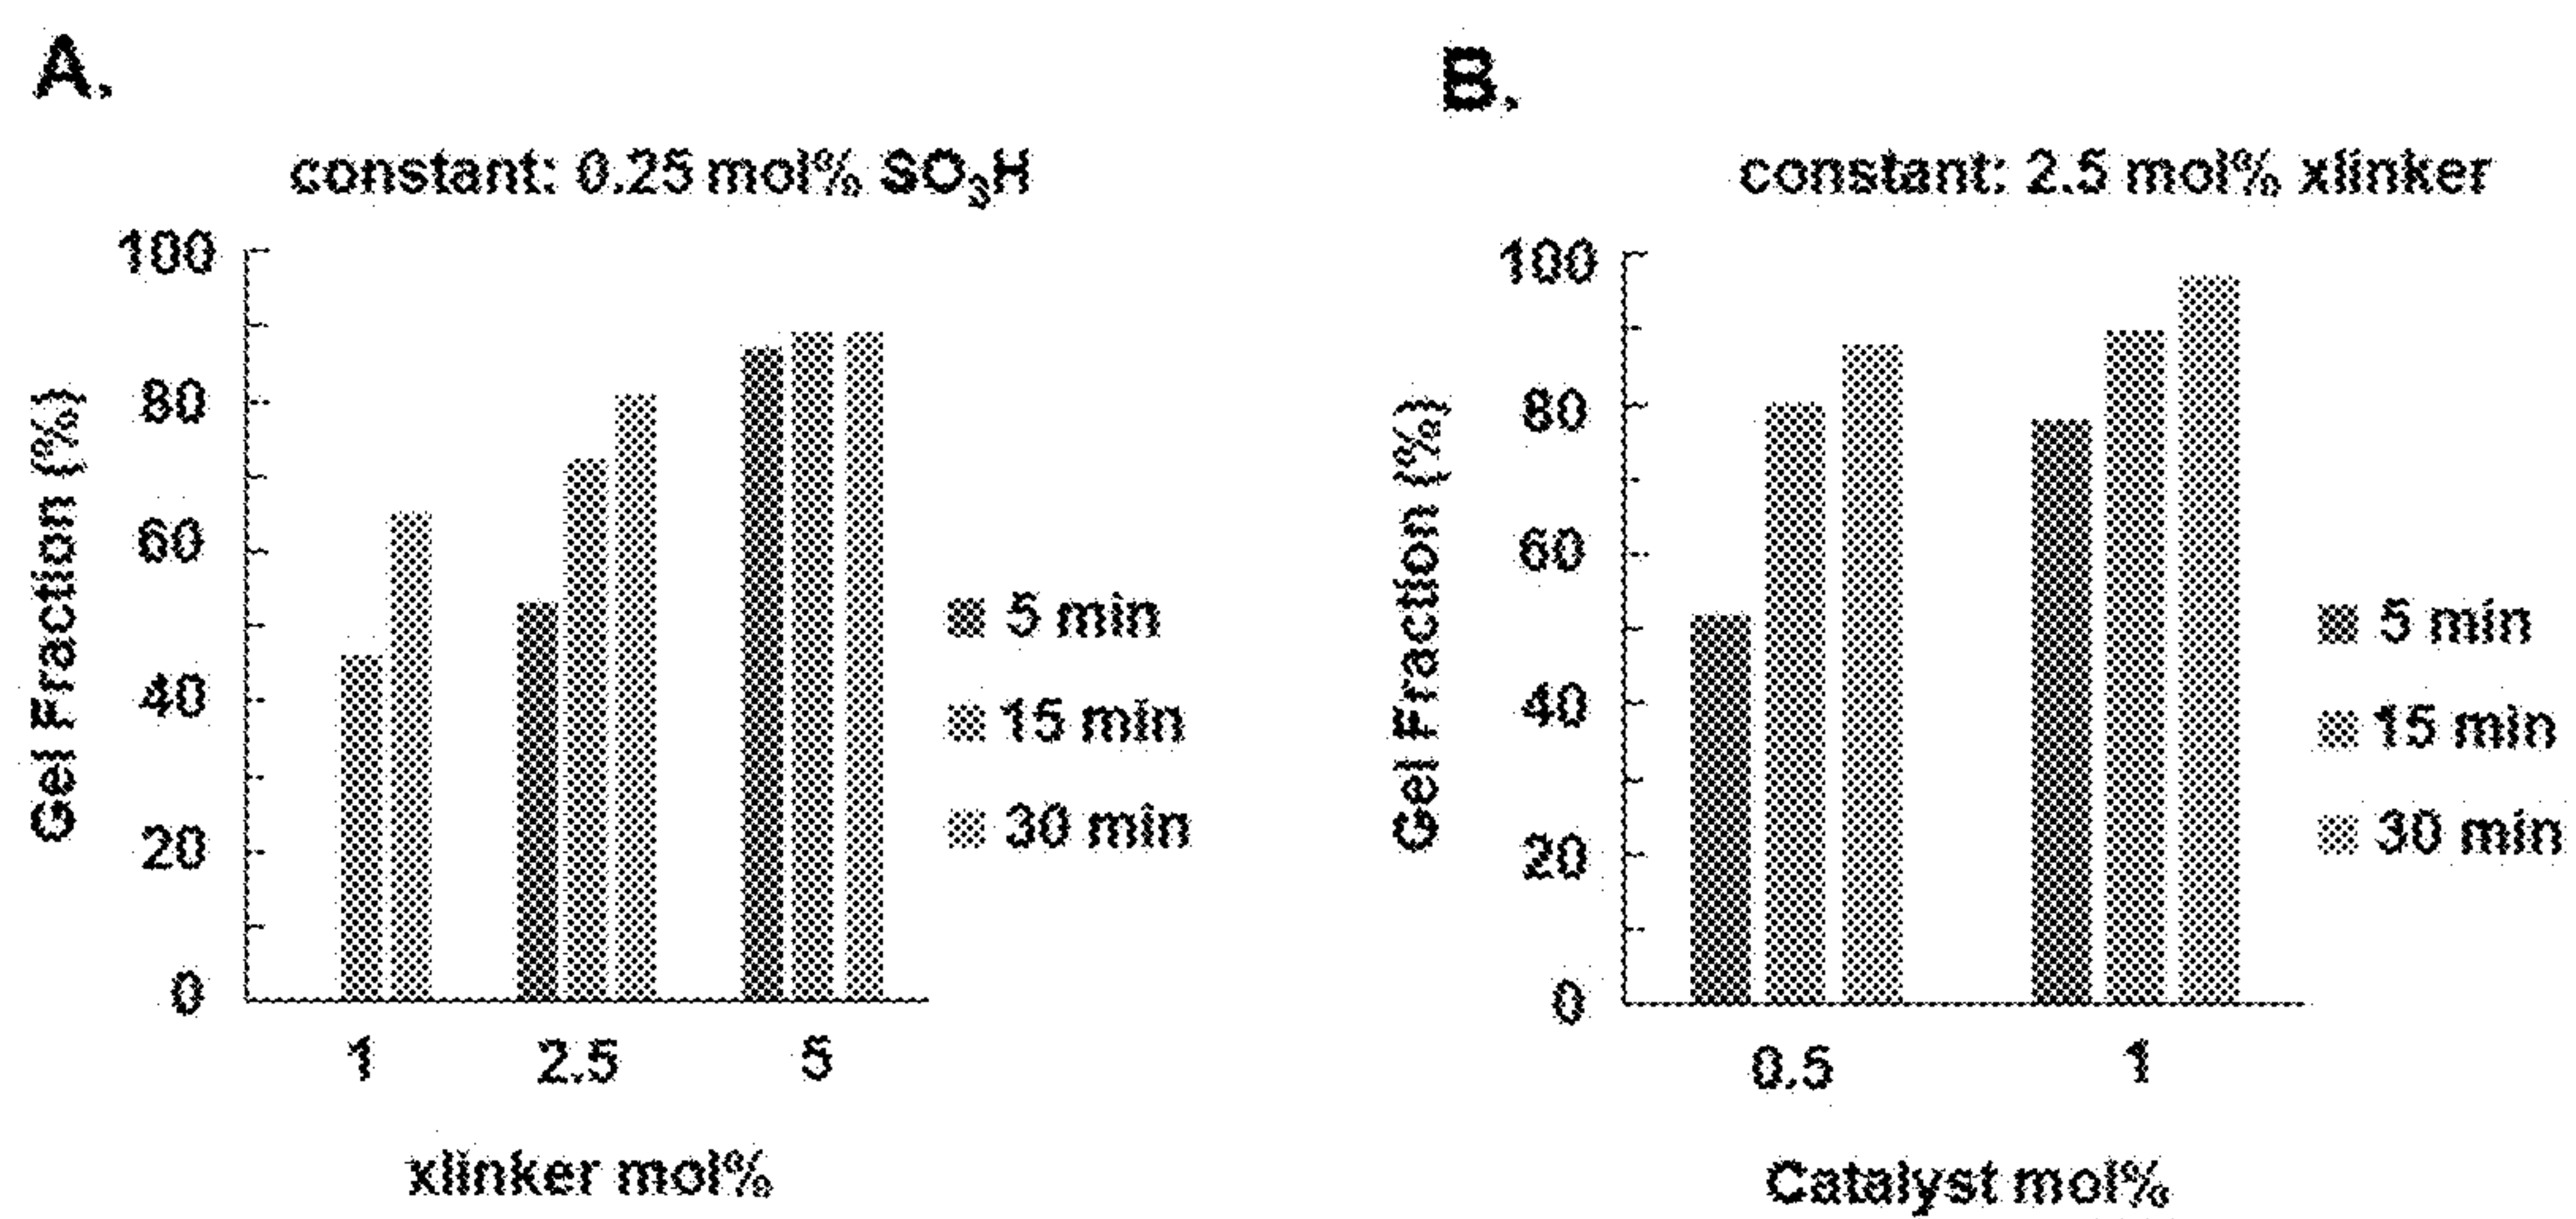 A.
constant: 0.25 mol% SO₃H
100
80
60
40
20
0
Gel Fraction (%)
1 2.5 5
xlinker mol%
5 min
15 min
30 min
B.
constant: 2.5 mol% xlinker
100
80
60
40
20
0
Gel Fraction (%)
0.5 1
Catalyst mol%
5 min
15 min
30 min